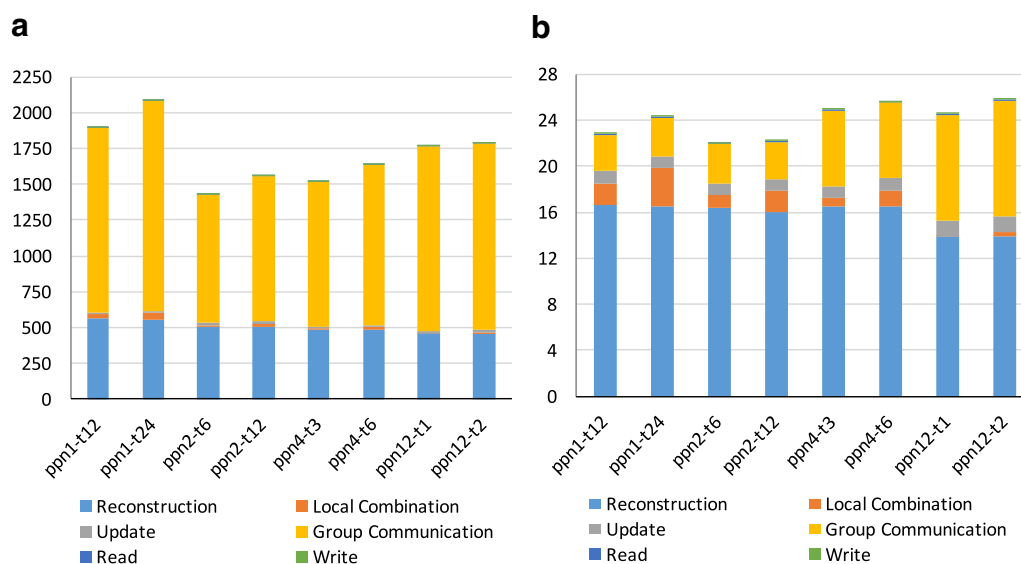 a
2250
2000
1750
1500
1250
1000
750
500
250
0
ppn1-t12
ppn1-t24
ppn2-t6
ppn2-t12
ppn4-t3
ppn4-t6
ppn12-t1
ppn12-t2
Reconstruction Local Combination
Update Group Communication
Read Write
b
28
24
20
16
12
8
4
0
ppn1-t12
ppn1-t24
ppn2-t6
ppn2-t12
ppn4-t3
ppn4-t6
ppn12-t1
ppn12-t2
Reconstruction Local Combination
Update Group Communication
Read Write